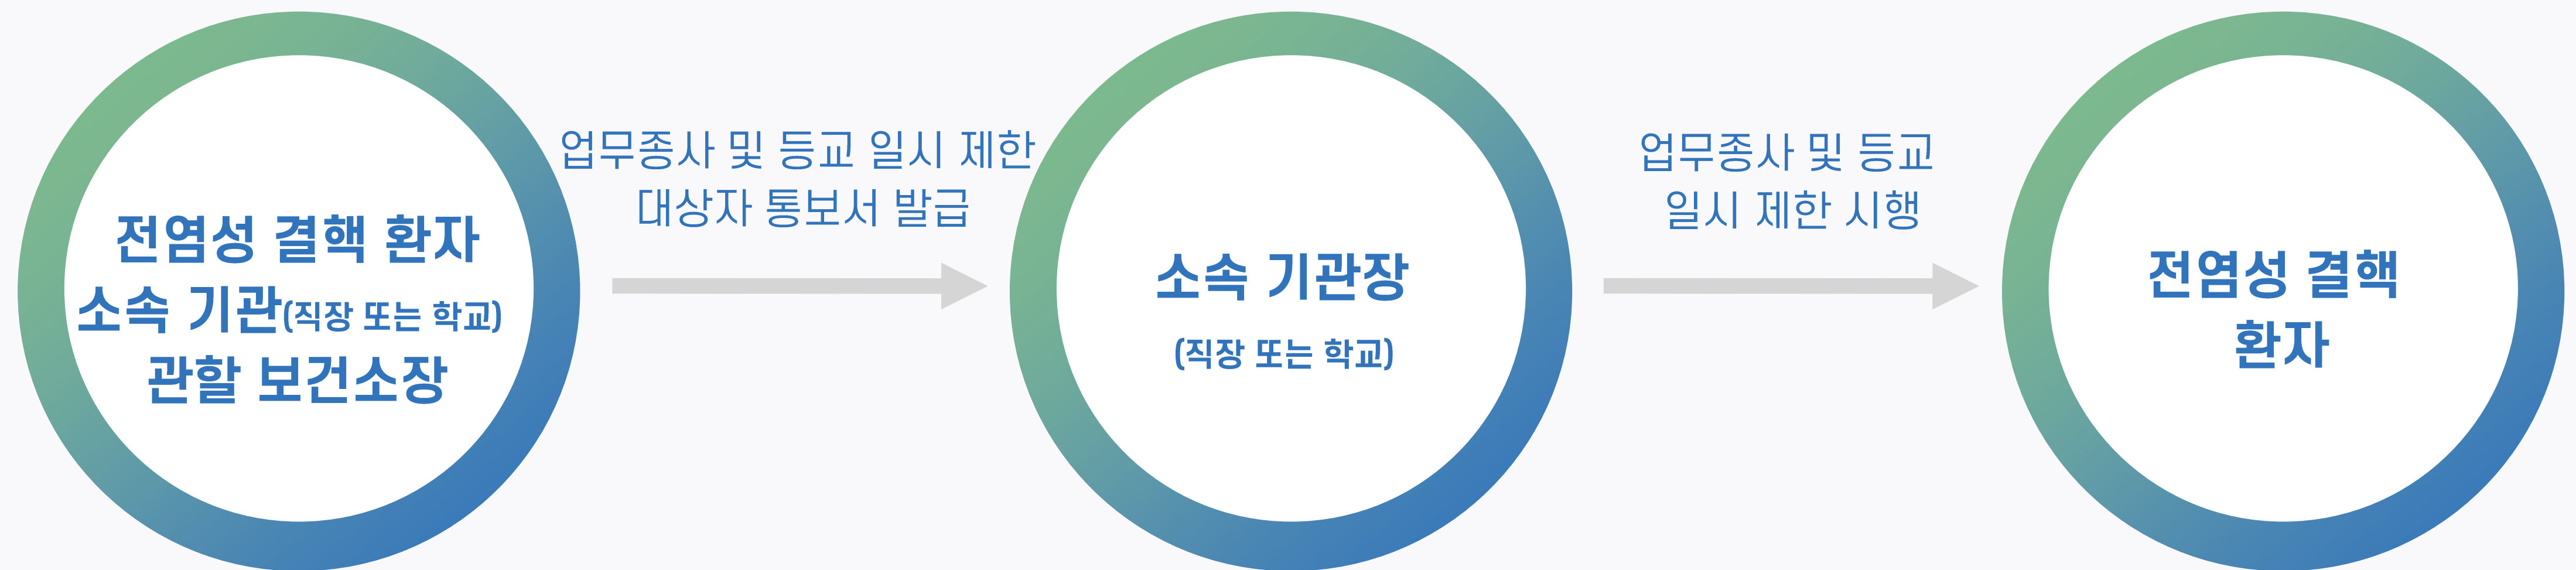 전염성 결핵 환자
소속 기관(직장 또는 학교)
관할 보건소장
업무종사 및 등교 일시 제한
대상자 통보서 발급
소속 기관장
(직장 또는 학교)
업무종사 및 등교
일시 제한 시행
전염성 결핵
환자